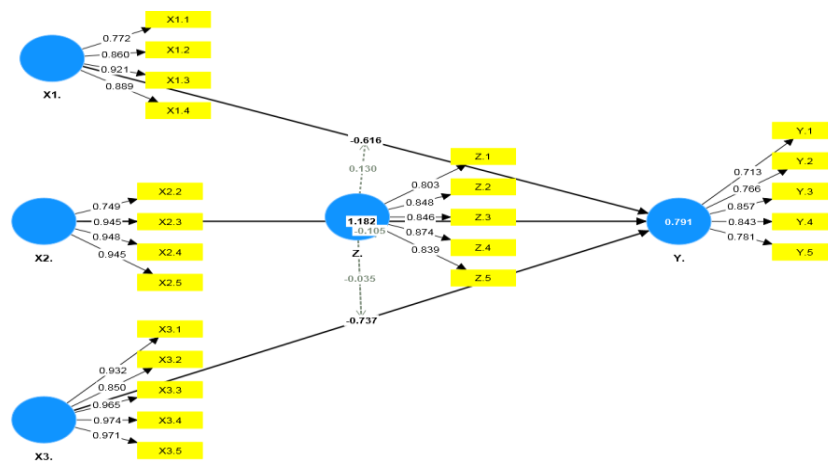 0.772
0.860
0.921
0.889
X1.1
X1.2
X1.3
X1.4
X1.
-0.616
0.130
0.749
0.945
0.948
0.945
X2.2
X2.3
X2.4
X2.5
X2.
1.182
-0.105
Z.
0.803
0.848
0.846
0.874
0.839
Z.1
Z.2
Z.3
Z.4
Z.5
0.791
Y.
0.713
0.766
0.857
0.843
0.781
Y.1
Y.2
Y.3
Y.4
Y.5
-0.035
-0.737
0.932
0.850
0.965
0.974
0.971
X3.1
X3.2
X3.3
X3.4
X3.5
X3.